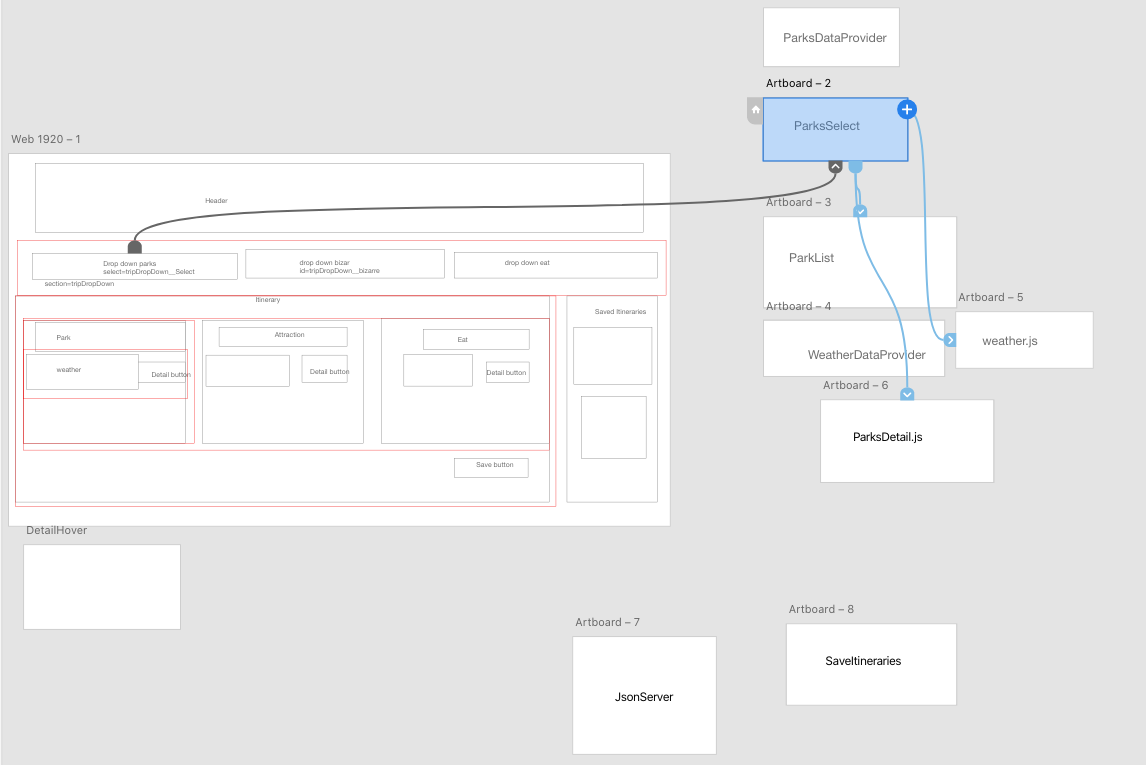 ParksDataProvider
Artboard – 2
ParksSelect
Web 1920 – 1
Header
Artboard – 3
ParkList
Drop down parks
select=tripDropDown__Select
section=tripDropDown
drop down bizar
id=tripDropDown__bizarre
drop down eat
Itinerary
Saved Itineraries
Artboard – 4
WeatherDataProvider
Artboard – 5
weather.js
Park
weather
Detail button
Attraction
Detail button
Eat
Detail button
Artboard – 6
ParksDetail.js
Save button
DetailHover
Artboard – 7
JsonServer
Artboard – 8
SaveItineraries